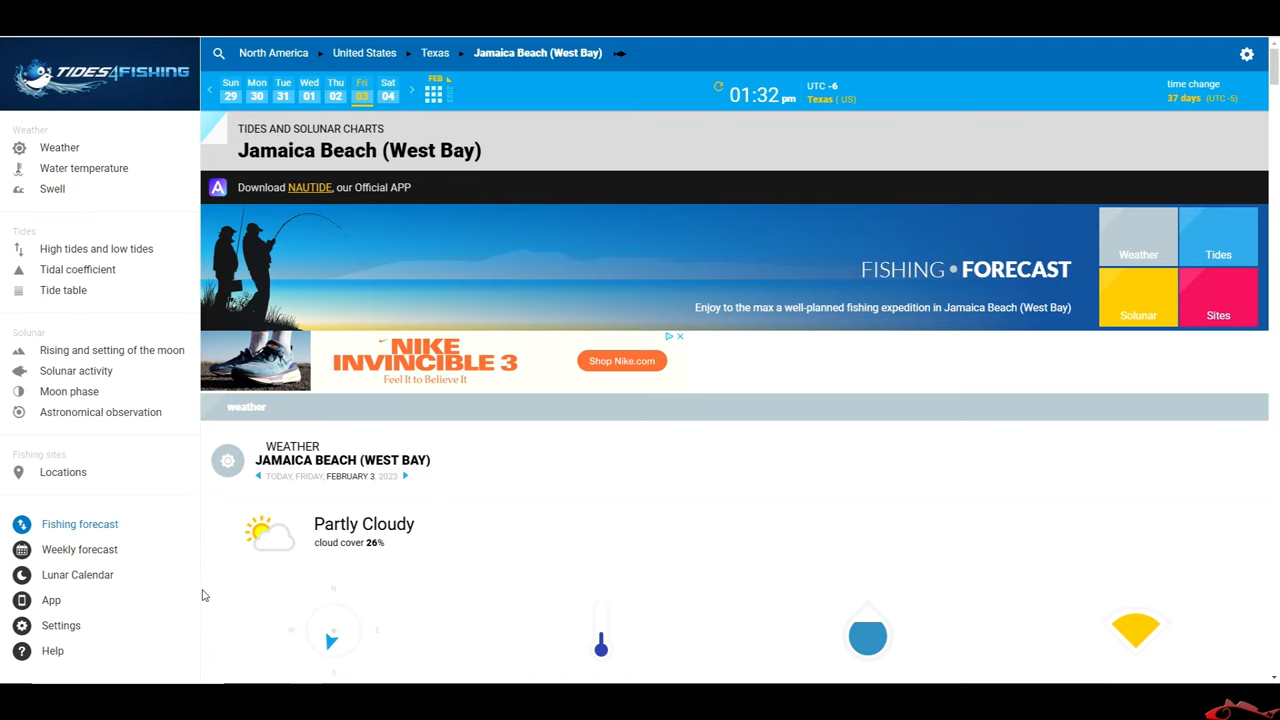 TIDES4FISHING
North America
United States
Texas
Jamaica Beach (West Bay)
Sun Mon Tue Wed Thu Fri Sat
29 30 31 01 02 03 04
FEB
2023
01:32 pm
UTC -6
Texas ( US)
time change
37 days (UTC -5)
Weather
Weather
Water temperature
Swell
Tides
High tides and low tides
Tidal coefficient
Tide table
Solunar
Rising and setting of the moon
Solunar activity
Moon phase
Astronomical observation
Fishing sites
Locations
Fishing forecast
Weekly forecast
Lunar Calendar
App
Settings
Help
TIDES AND SOLUNAR CHARTS
Jamaica Beach (West Bay)
Download NAUTIDE, our Official APP
FISHING • FORECAST
Enjoy to the max a well-planned fishing expedition in Jamaica Beach (West Bay)
Weather
Tides
Solunar
Sites
NIKE
INVINCIBLE 3
Feel It to Believe It
Shop Nike.com
weather
WEATHER
JAMAICA BEACH (WEST BAY)
TODAY, FRIDAY, FEBRUARY 3, 2023
Partly Cloudy
cloud cover 26%
N
W
E
S